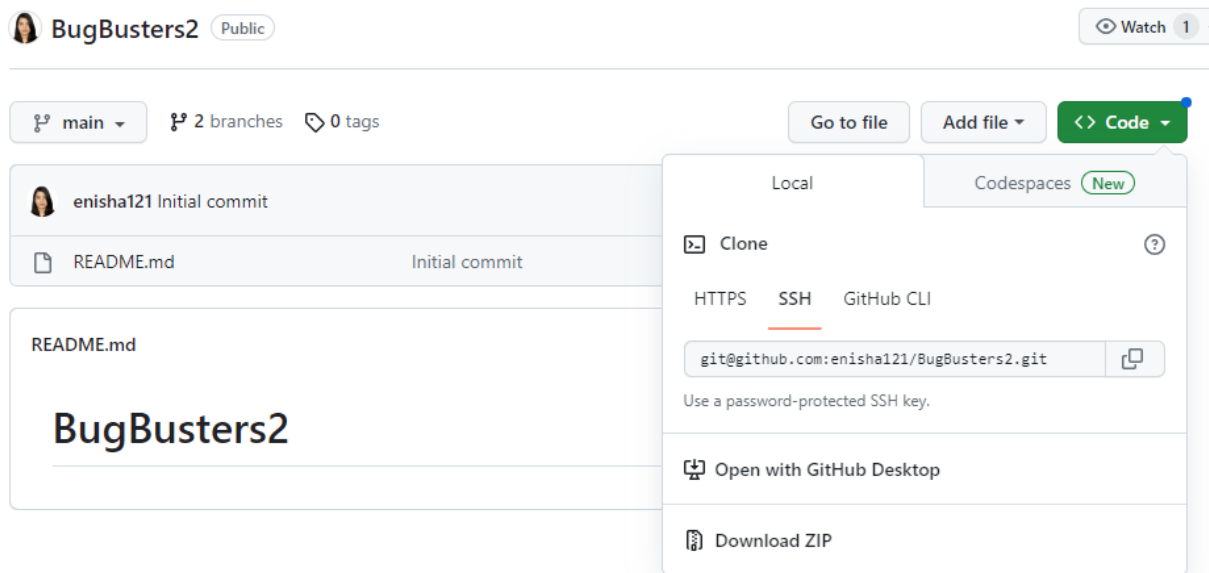 BugBusters2 Public Watch 1
main 2 branches 0 tags Go to file Add file <> Code
Local Codespaces New
enisha121 Initial commit
Clone
README.md Initial commit
HTTPS SSH GitHub CLI
README.md
git@github.com:enisha121/BugBusters2.git
Use a password-protected SSH key.
BugBusters2
Open with GitHub Desktop
Download ZIP